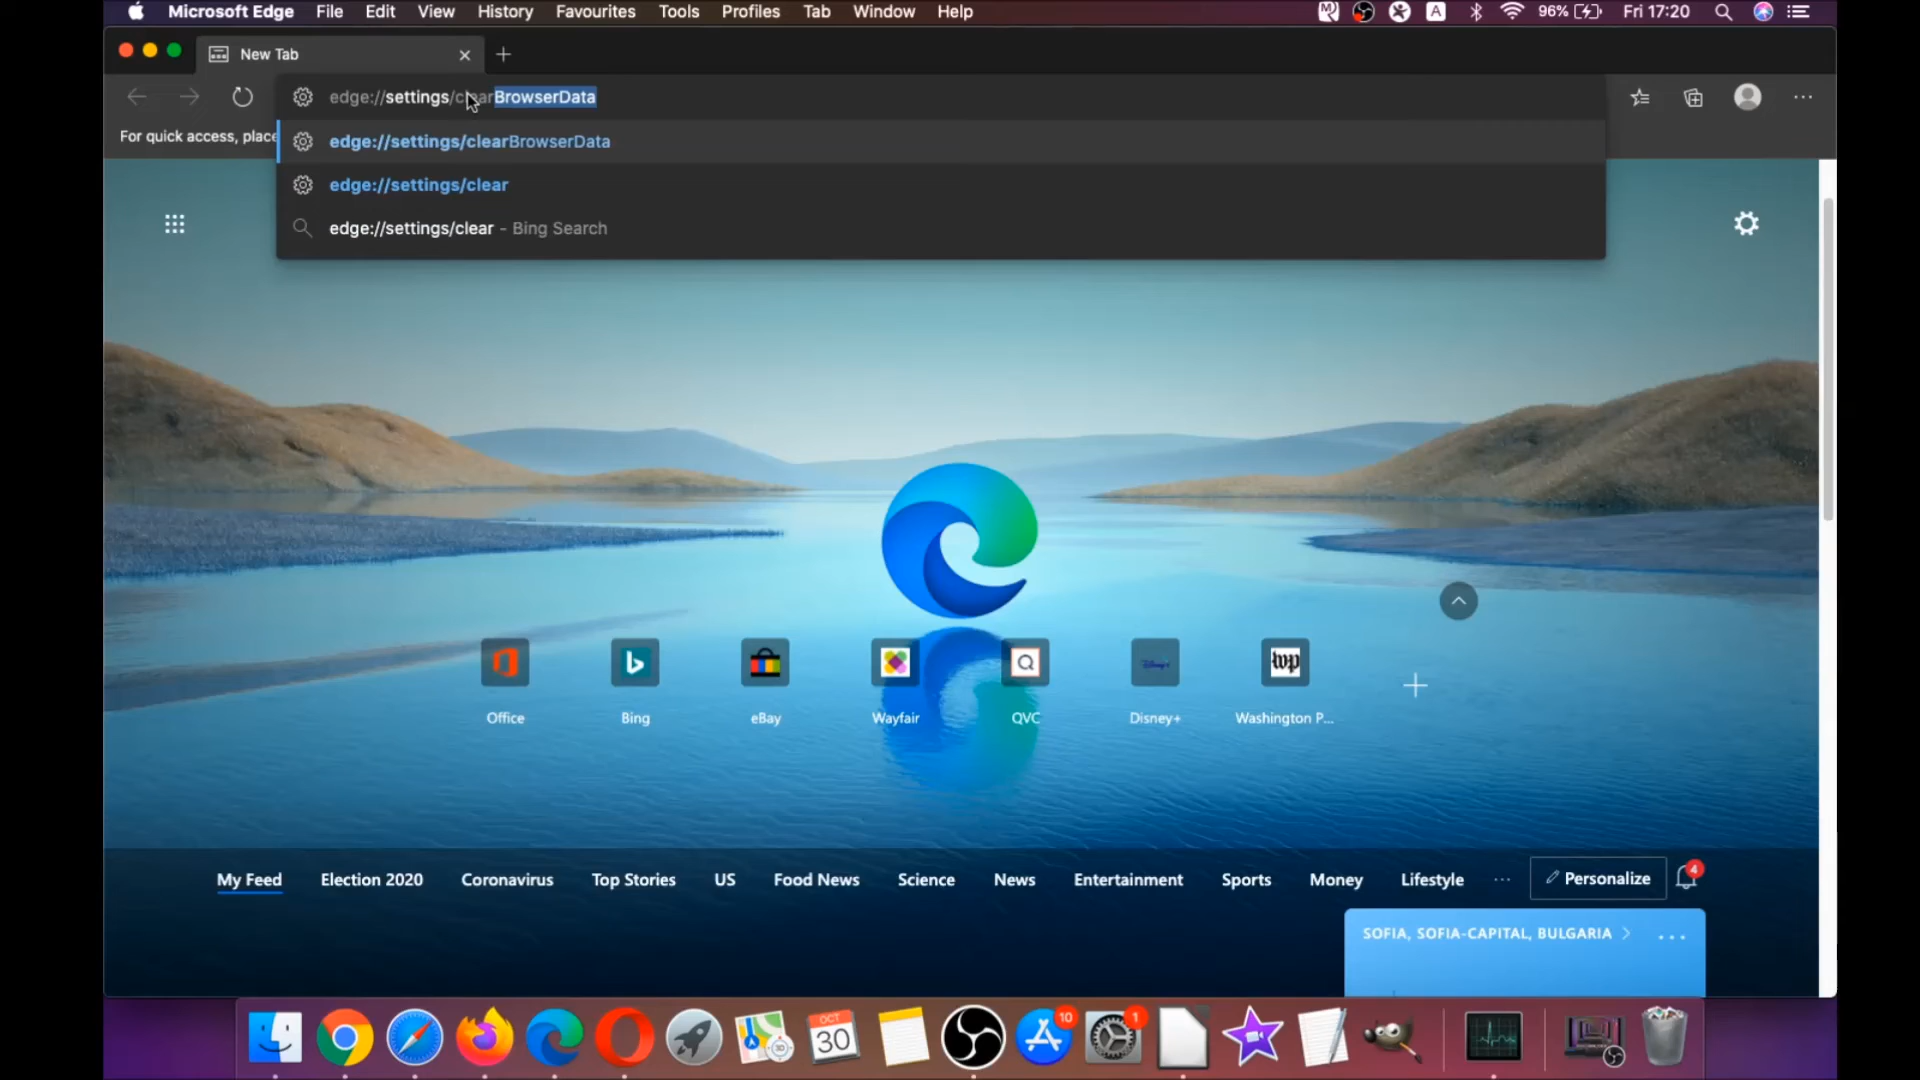 Microsoft Edge File Edit View History Favourites Tools Profiles Tab Window Help A 96% Fri 17:20
New Tab
edge://settings/clearBrowserData
For quick access, place
edge://settings/clearBrowserData
edge://settings/clear
edge://settings/clear - Bing Search
Office Bing eBay Wayfair QVC Disney+ Washington P...
My Feed Election 2020 Coronavirus Top Stories US Food News Science News Entertainment Sports Money Lifestyle ... Personalize 4
SOFIA, SOFIA-CAPITAL, BULGARIA
OCT
30
10
1